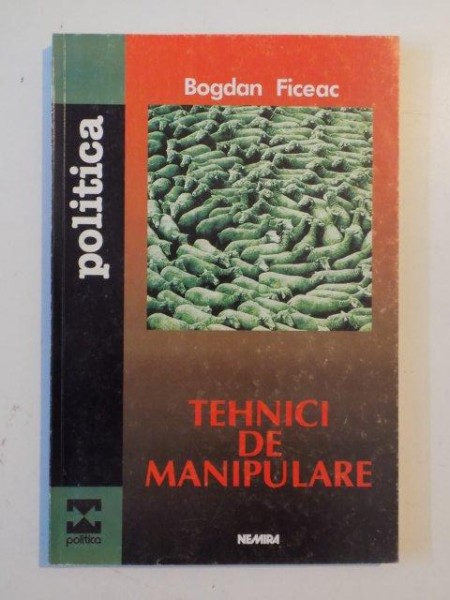 Bogdan Ficeac
politica
TEHNICI
DE
MANIPULARE
politica
NEMIRA